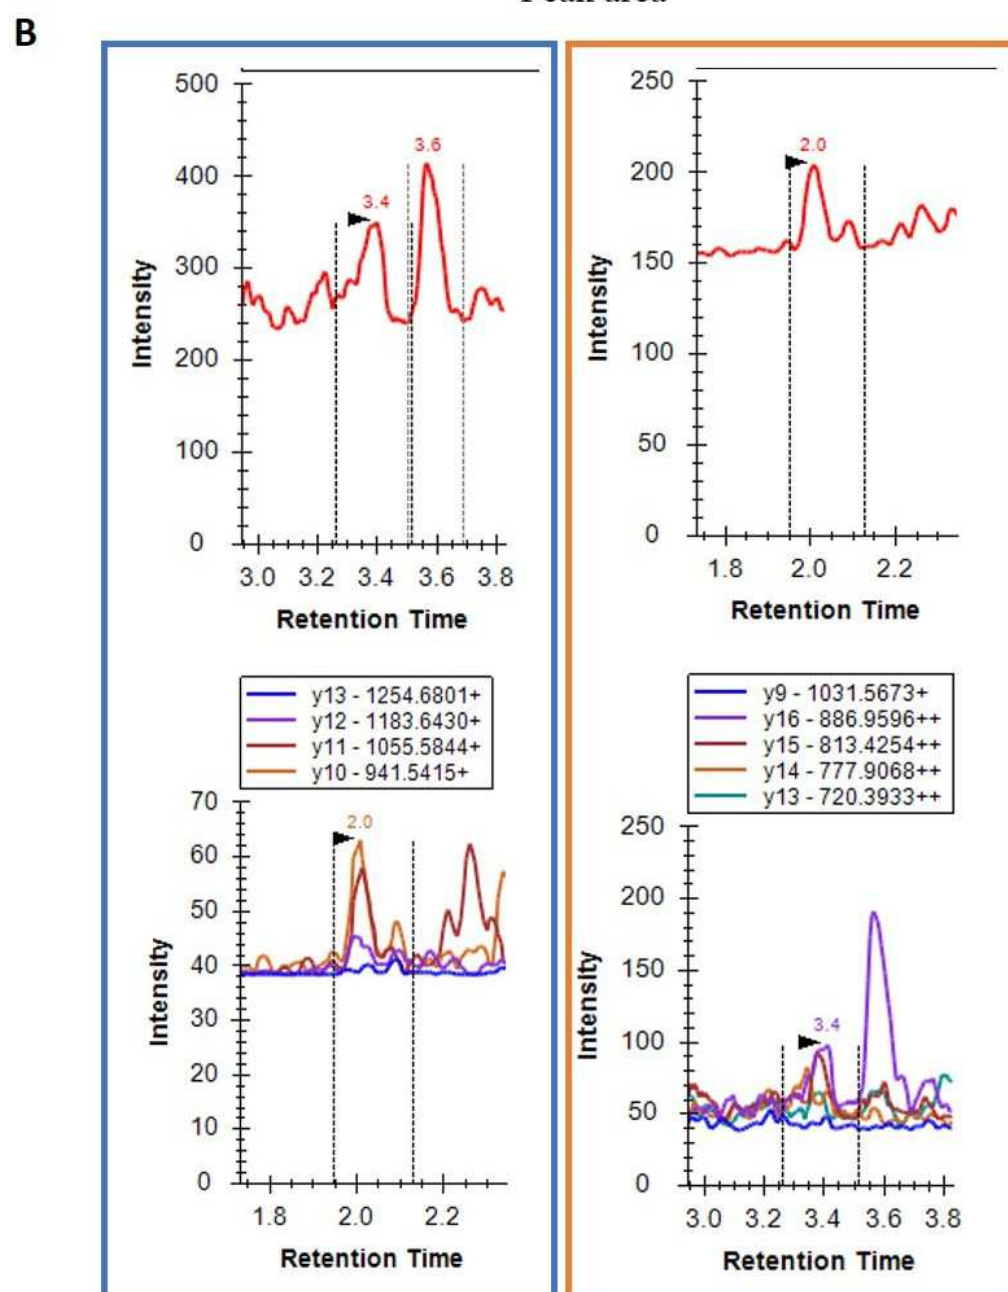 Peak area
B
500
400
300
200
100
0
Intensity
3.4
3.6
3.0 3.2 3.4 3.6 3.8
Retention Time
250
200
150
100
50
0
Intensity
2.0
1.8 2.0 2.2
Retention Time
y13 - 1254.6801+
y12 - 1183.6430+
y11 - 1055.5844+
y10 - 941.5415+
70
60
50
40
30
20
10
0
Intensity
2.0
1.8 2.0 2.2
Retention Time
y9 - 1031.5673+
y16 - 886.9596++
y15 - 813.4254++
y14 - 777.9068++
y13 - 720.3933++
250
200
150
100
50
0
Intensity
3.4
3.0 3.2 3.4 3.6 3.8
Retention Time